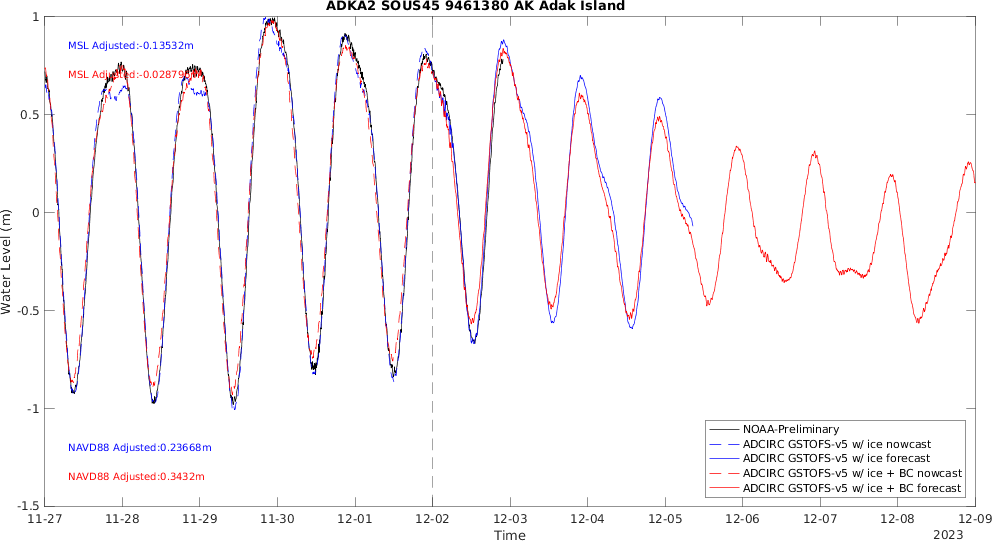 ADKA2 SOUS45 9461380 AK Adak Island
MSL Adjusted:-0.13532m
MSL Adjusted:-0.02879
NAVD88 Adjusted:0.23668m
NAVD88 Adjusted:0.3432m
Water Level (m)
1
0.5
0
-0.5
-1
-1.5
11-27
11-28
11-29
11-30
12-01
12-02
12-03
12-04
12-05
12-06
12-07
12-08
12-09
Time
2023
NOAA-Preliminary
ADCIRC GSTOFS-v5 w/ ice nowcast
ADCIRC GSTOFS-v5 w/ ice forecast
ADCIRC GSTOFS-v5 w/ ice + BC nowcast
ADCIRC GSTOFS-v5 w/ ice + BC forecast